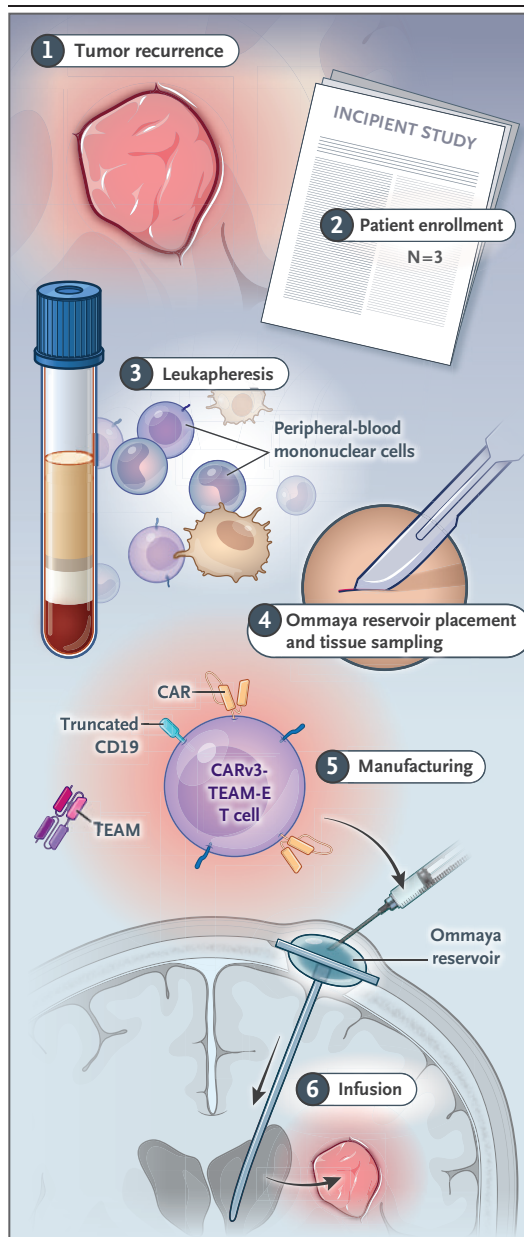 1 Tumor recurrence
INCIPIENT STUDY
2 Patient enrollment
N=3
3 Leukapheresis
Peripheral-blood
mononuclear cells
4 Ommaya reservoir placement
and tissue sampling
CAR
Truncated
CD19
CARv3-
TEAM-E
T cell
5 Manufacturing
TEAM
Ommaya
reservoir
6 Infusion